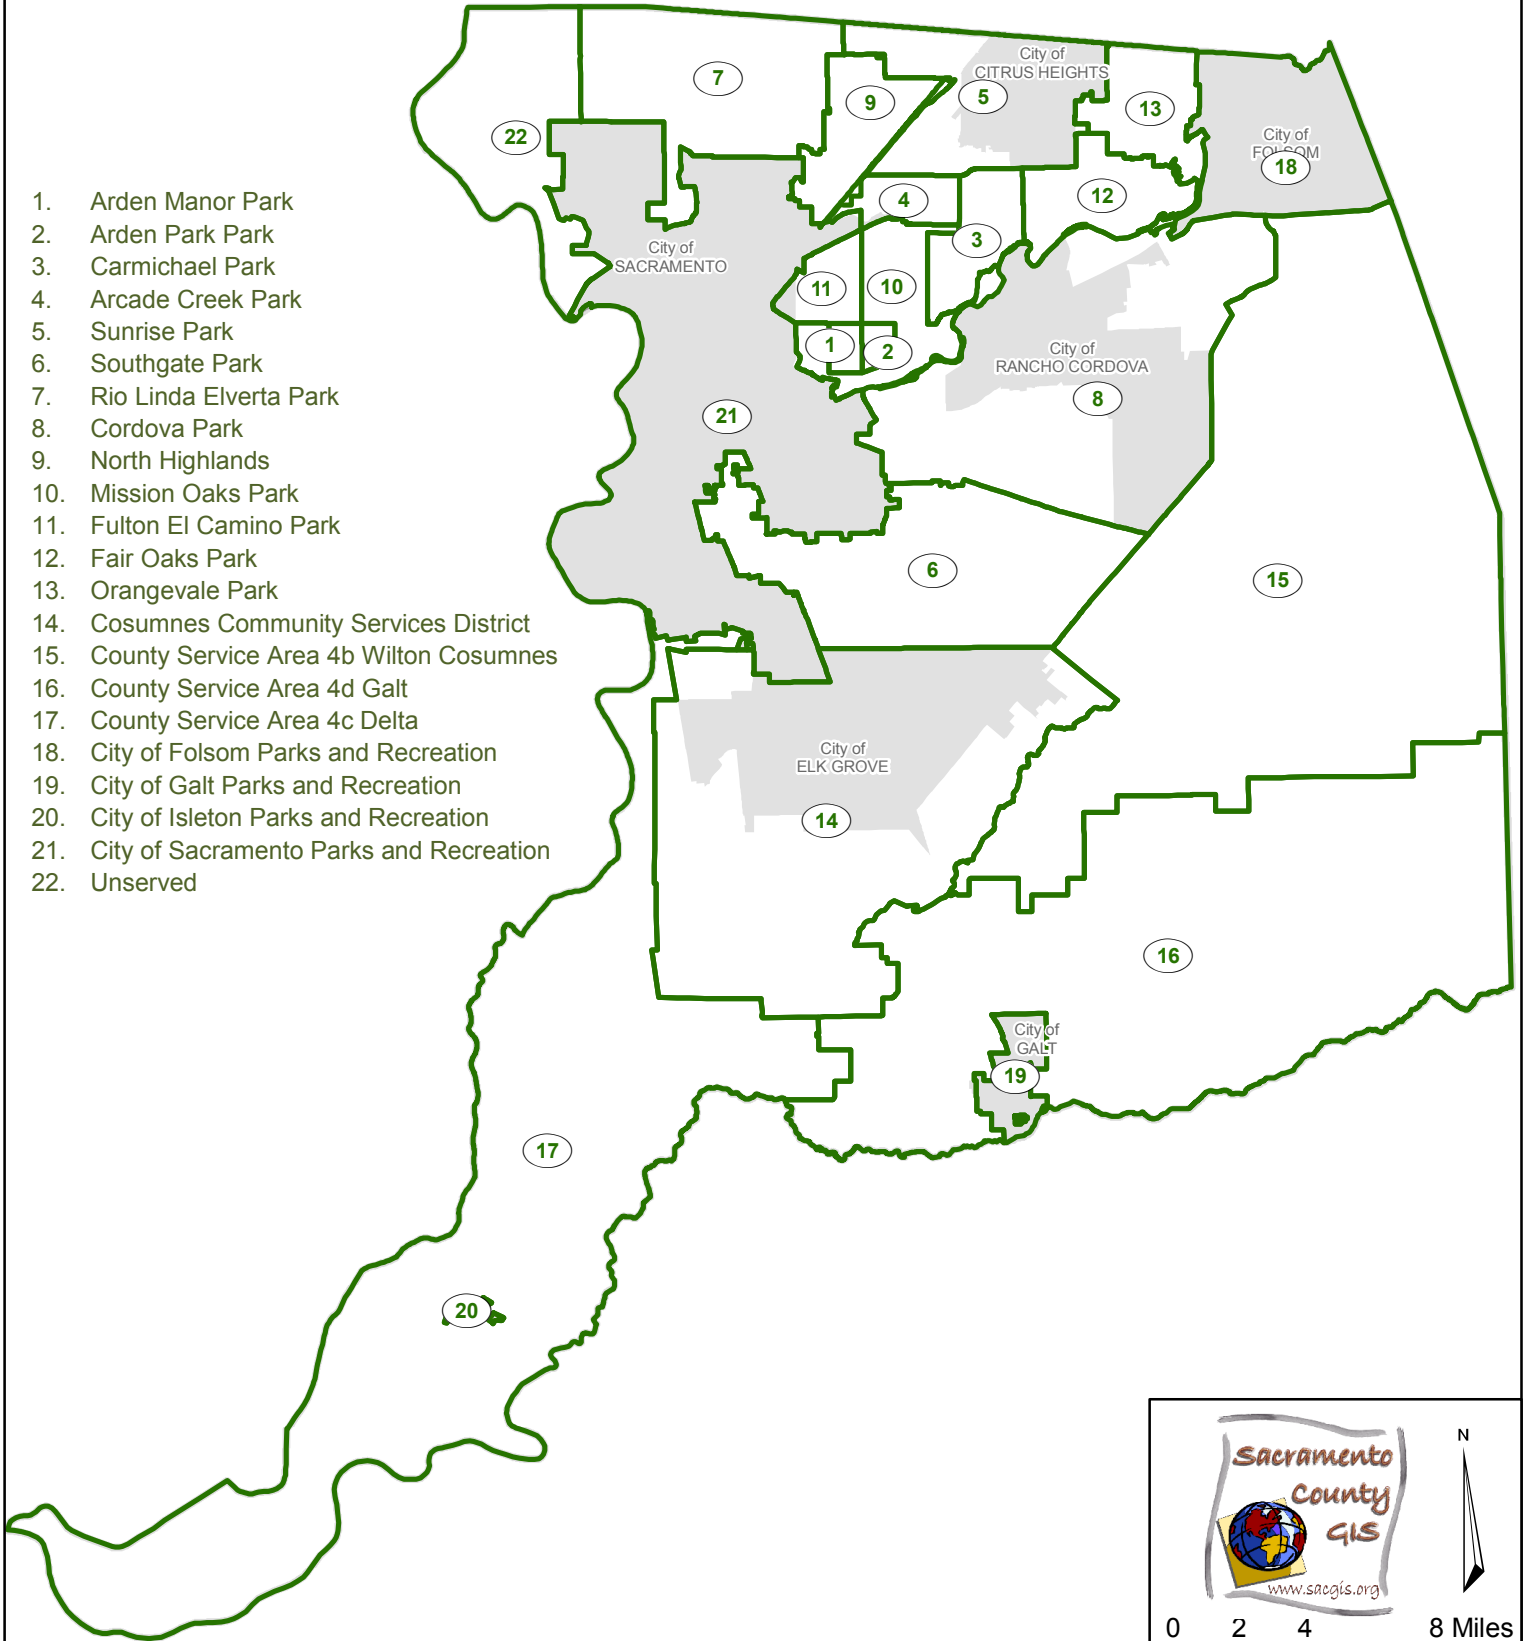 1. Arden Manor Park
2. Arden Park Park
3. Carmichael Park
4. Arcade Creek Park
5. Sunrise Park
6. Southgate Park
7. Rio Linda Elverta Park
8. Cordova Park
9. North Highlands
10. Mission Oaks Park
11. Fulton El Camino Park
12. Fair Oaks Park
13. Orangevale Park
14. Cosumnes Community Services District
15. County Service Area 4b Wilton Cosumnes
16. County Service Area 4d Galt
17. County Service Area 4c Delta
18. City of Folsom Parks and Recreation
19. City of Galt Parks and Recreation
20. City of Isleton Parks and Recreation
21. City of Sacramento Parks and Recreation
22. Unserved
City of
CITRUS HEIGHTS
7
9
5
13
22
City of
FOLSOM
18
4
12
City of
SACRAMENTO
3
11
10
1
2
City of
RANCHO CORDOVA
8
21
6
15
City of
ELK GROVE
14
16
City of
GALT
19
17
20
Sacramento
County
GIS
www.sacgis.org
N
0 2 4 8 Miles